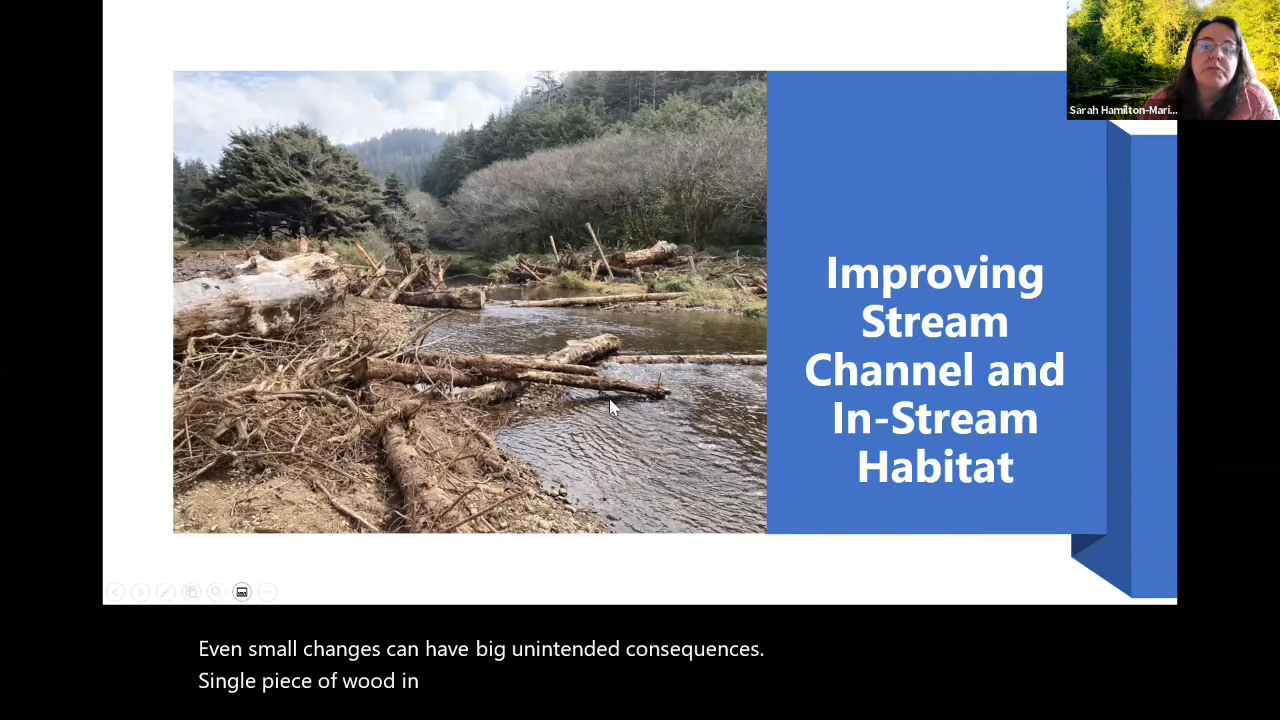 Sarah Hamilton-Mari...
Improving
Stream
Channel and
In-Stream
Habitat
Even small changes can have big unintended consequences.
Single piece of wood in